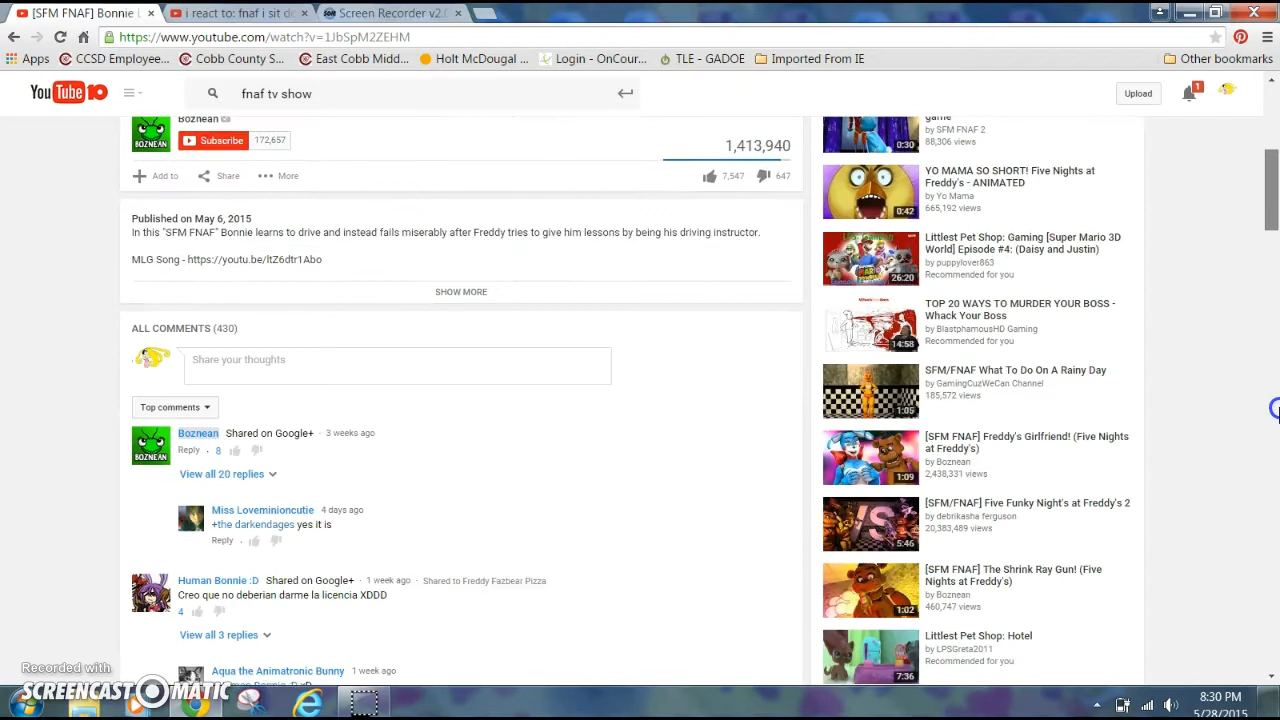 [SFM FNAF] Bonnie L
i react to: fnaf i sit de
Screen Recorder v2.0
https://www.youtube.com/watch?v=1JbSpM2ZEHM
Apps
CCSD Employee...
Cobb County S...
East Cobb Midd...
Holt McDougal ...
Login - OnCour...
TLE - GADOE
Imported From IE
Other bookmarks
YouTube 10
fnaf tv show
Upload
1
Boznean
BOZNEAN
Subscribe 172,657
1,413,940
Add to
Share
More
7,547
647
Published on May 6, 2015
In this "SFM FNAF" Bonnie learns to drive and instead fails miserably after Freddy tries to give him lessons by being his driving instructor.
MLG Song - https://youtu.be/ltZ6dtr1Abo
SHOW MORE
ALL COMMENTS (430)
Share your thoughts
Top comments
BOZNEAN
Boznean Shared on Google+ · 3 weeks ago
Reply · 8
View all 20 replies
Miss Loveminioncutie 4 days ago
+the darkendages yes it is
Reply ·
Human Bonnie :D Shared on Google+ · 1 week ago · Shared to Freddy Fazbear Pizza
Creo que no deberian darme la licencia XDDD
4
View all 3 replies
Aqua the Animatronic Bunny 1 week ago
game
by SFM FNAF 2
88,306 views
0:30
YO MAMA SO SHORT! Five Nights at
Freddy's - ANIMATED
by Yo Mama
665,192 views
0:42
Littlest Pet Shop: Gaming [Super Mario 3D
World] Episode #4: (Daisy and Justin)
by puppylover863
Recommended for you
26:20
TOP 20 WAYS TO MURDER YOUR BOSS -
Whack Your Boss
by BlastphamousHD Gaming
Recommended for you
14:58
SFM/FNAF What To Do On A Rainy Day
by GamingCuzWeCan Channel
185,572 views
1:05
[SFM FNAF] Freddy's Girlfriend! (Five Nights
at Freddy's)
by Boznean
2,438,331 views
1:09
[SFM/FNAF] Five Funky Night's at Freddy's 2
by debrikasha ferguson
20,383,489 views
VS
5:46
[SFM FNAF] The Shrink Ray Gun! (Five
Nights at Freddy's)
by Boznean
460,747 views
1:02
Littlest Pet Shop: Hotel
by LPSGreta2011
Recommended for you
7:36
Recorded with
SCREENCAST-O-MATIC
8:30 PM
5/28/2015